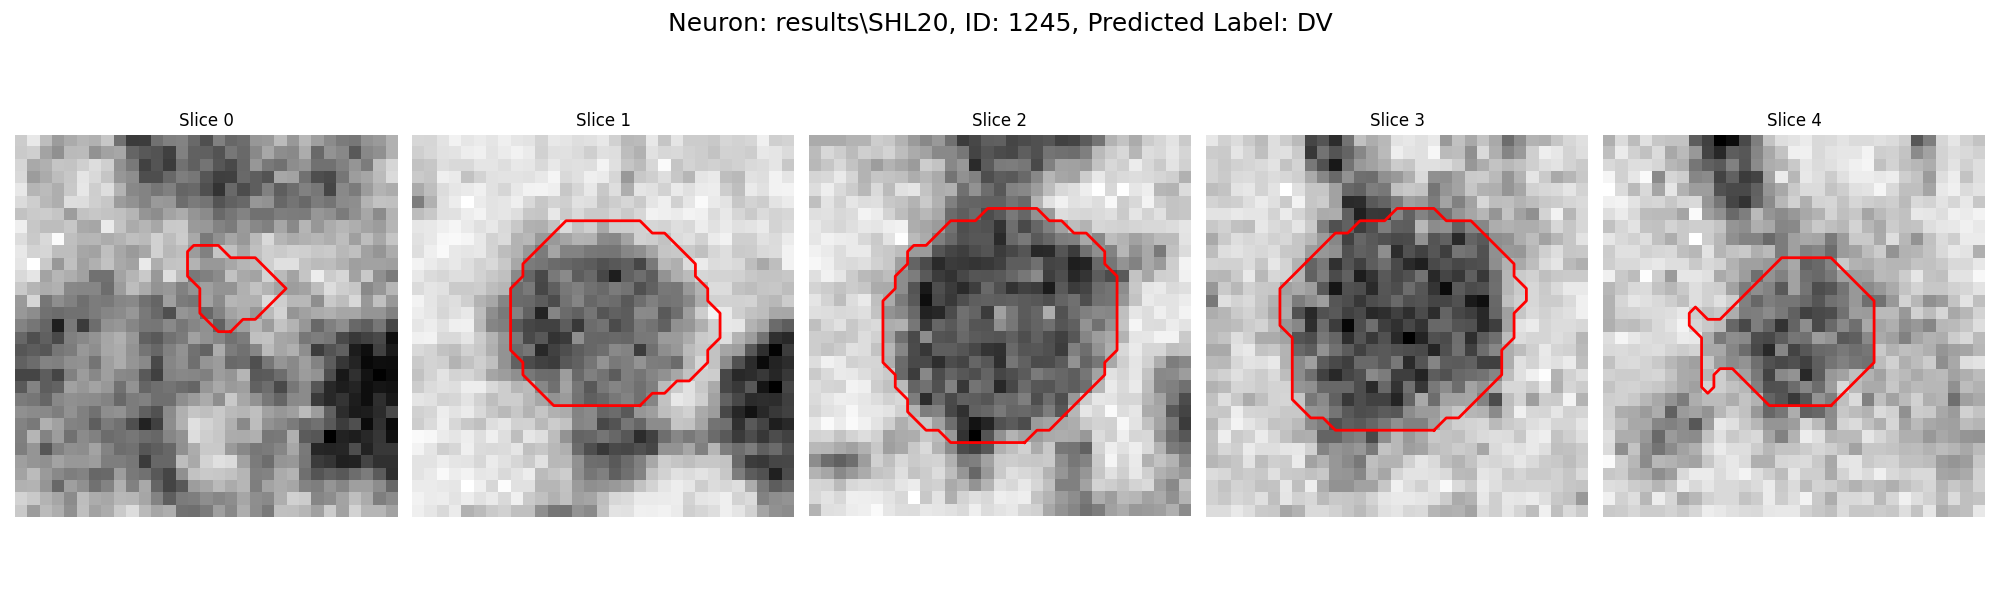 Neuron: results\SHL20, ID: 1245, Predicted Label: DV
Slice 0
Slice 1
Slice 2
Slice 3
Slice 4